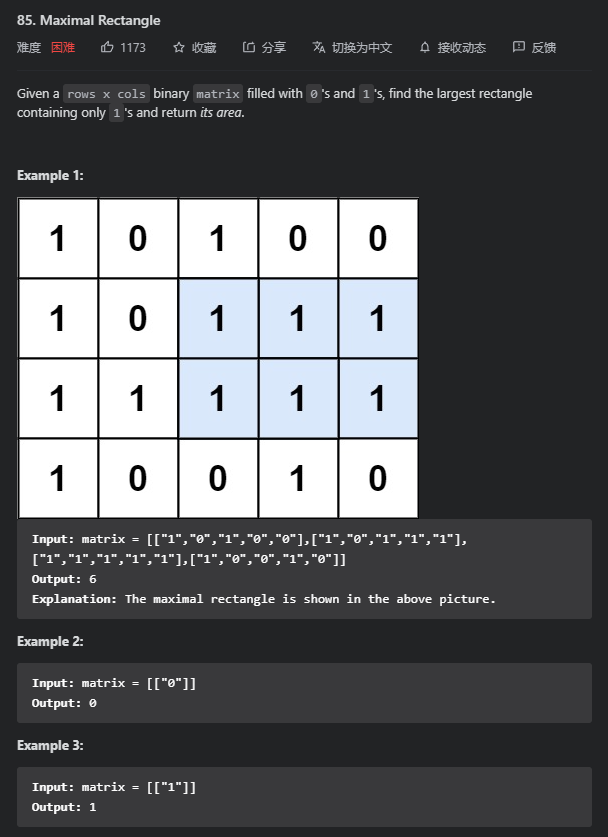 85. Maximal Rectangle
难度 困难 1173 收藏 分享 切换为中文 接收动态 反馈
Given a rows x cols binary matrix filled with 0's and 1's, find the largest rectangle
containing only 1's and return its area.
Example 1:
1 0 1 0 0
1 0 1 1 1
1 1 1 1 1
1 0 0 1 0
Input: matrix = [["1","0","1","0","0"],["1","0","1","1","1"],
["1","1","1","1","1"],["1","0","0","1","0"]]
Output: 6
Explanation: The maximal rectangle is shown in the above picture.
Example 2:
Input: matrix = [["0"]]
Output: 0
Example 3:
Input: matrix = [["1"]]
Output: 1